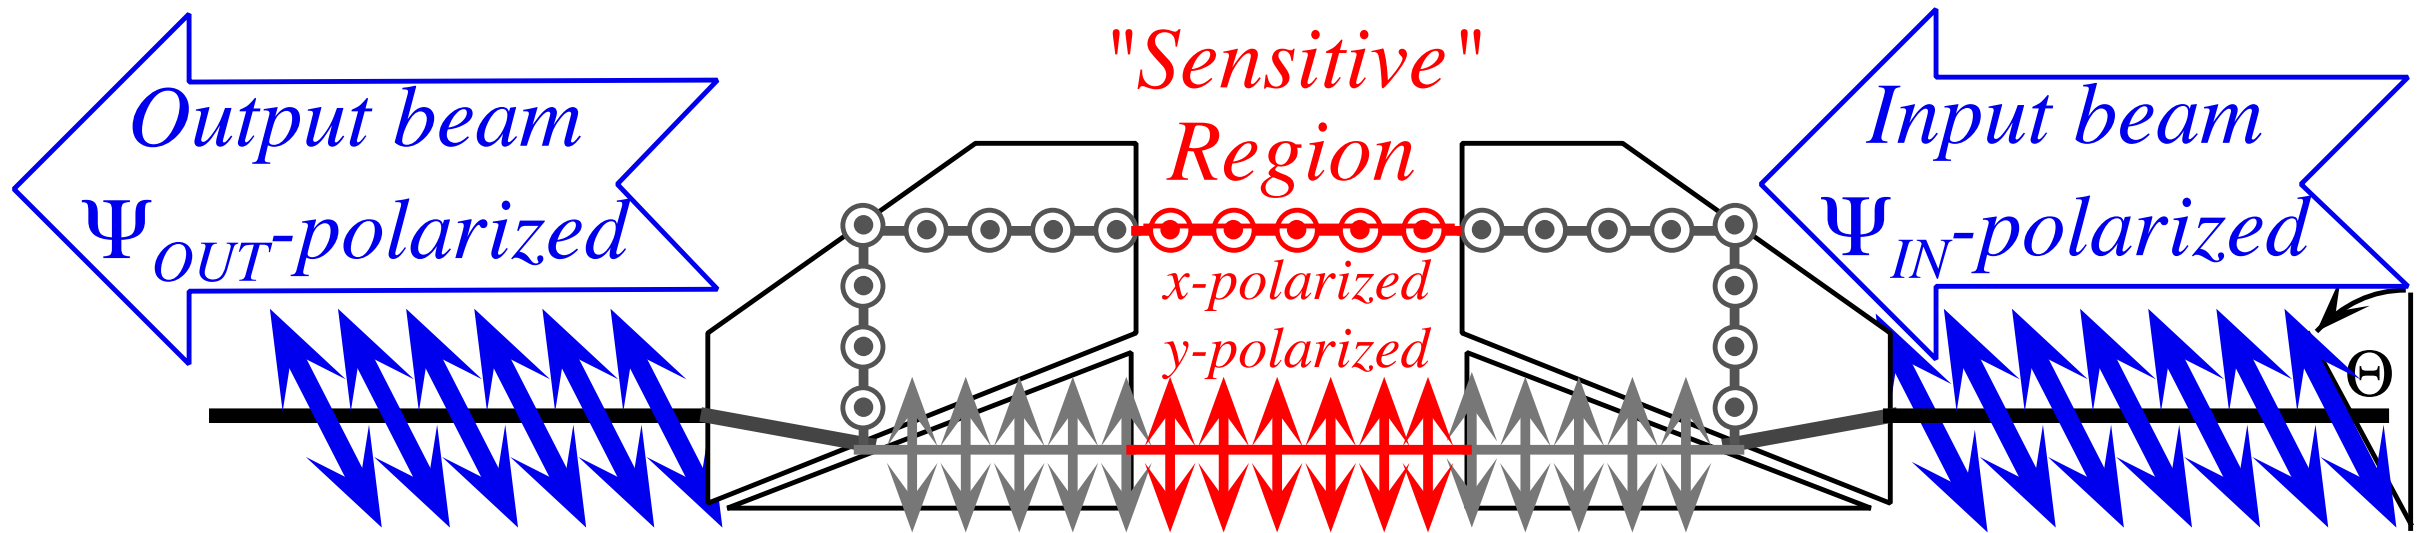 Output beam
Ψ_OUT-polarized
"Sensitive"
Region
x-polarized
y-polarized
Input beam
Ψ_IN-polarized
Θ